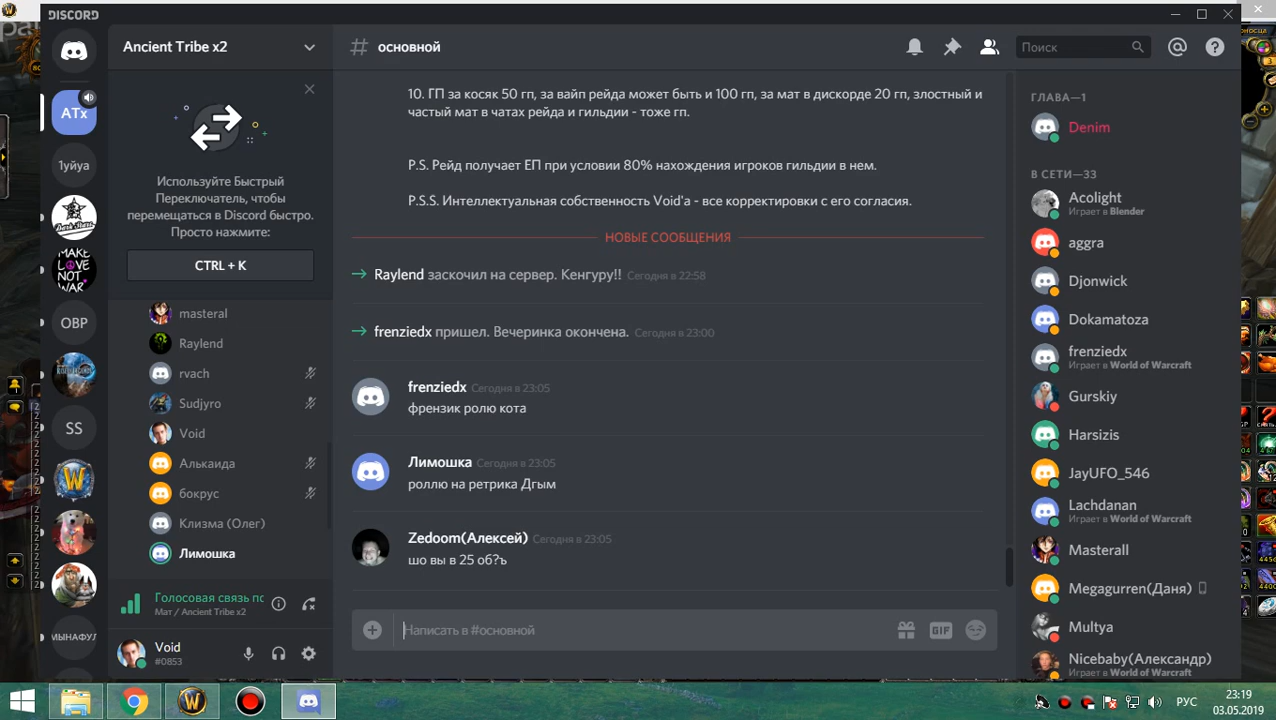 DISCORD
Ancient Tribe x2
# основной
Поиск
ATx
1уйуа
MAKE
LOVE
NOT
WAR
OBP
SS
МЫНАФУЛ
Используйте Быстрый
Переключатель, чтобы
перемещаться в Discord быстро.
Просто нажмите:
CTRL + K
masteral
Raylend
rvach
Sudjyro
Void
Алькаида
бокрус
Клизма (Олег)
Лимошка
Голосовая связь по
Мат / Ancient Tribe x2
Void
#0853
10. ГП за косяк 50 гп, за вайп рейда может быть и 100 гп, за мат в дискорде 20 гп, злостный и
частый мат в чатах рейда и гильдии - тоже гп.
P.S. Рейд получает ЕП при условии 80% нахождения игроков гильдии в нем.
P.S.S. Интеллектуальная собственность Void'a - все корректировки с его согласия.
НОВЫЕ СООБЩЕНИЯ
Raylend заскочил на сервер. Кенгуру!! Сегодня в 22:58
frenziedx пришел. Вечеринка окончена. Сегодня в 23:00
frenziedx Сегодня в 23:05
френзик ролю кота
Лимошка Сегодня в 23:05
роллю на ретрика Дгым
Zedoom(Алексей) Сегодня в 23:05
шо вы в 25 об?ъ
Написать в #основной
GIF
ГЛАВА—1
Denim
В СЕТИ—33
Acolight
Играет в Blender
aggra
Djonwick
Dokamatoza
frenziedx
Играет в World of Warcraft
Gurskiy
Harsizis
JayUFO_546
Lachdanan
Играет в World of Warcraft
Masterall
Megagurren(Даня)
Multya
Nicebaby(Александр)
Играет в World of Warcraft
РУС
23:19
03.05.2019